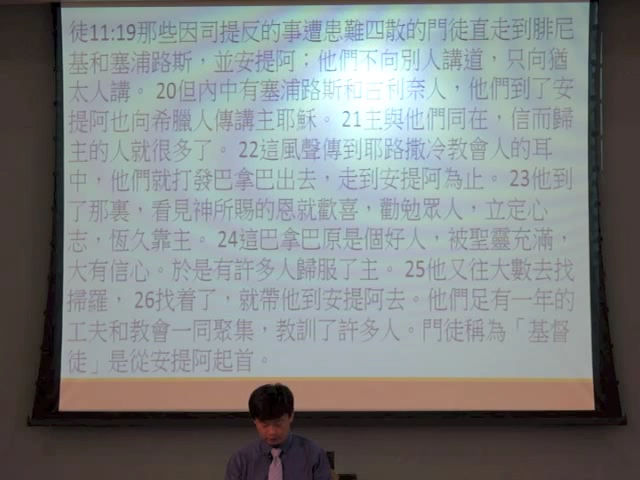 徒11:19那些因司提反的事遭患難四散的門徒直走到腓尼
基和塞浦路斯，並安提阿；他們不向別人講道，只向猶
太人講。 20但內中有塞浦路斯和古利奈人，他們到了安
提阿也向希臘人傳講主耶穌。 21主與他們同在，信而歸
主的人就很多了。 22這風聲傳到耶路撒冷教會人的耳
中，他們就打發巴拿巴出去，走到安提阿為止。 23他到
了那裏，看見神所賜的恩就歡喜，勸勉眾人，立定心
志，恆久靠主。 24這巴拿巴原是個好人，被聖靈充滿，
大有信心。於是有許多人歸服了主。 25他又往大數去找
掃羅， 26找着了，就帶他到安提阿去。他們足有一年的
工夫和教會一同聚集，教訓了許多人。門徒稱為「基督
徒」是從安提阿起首。